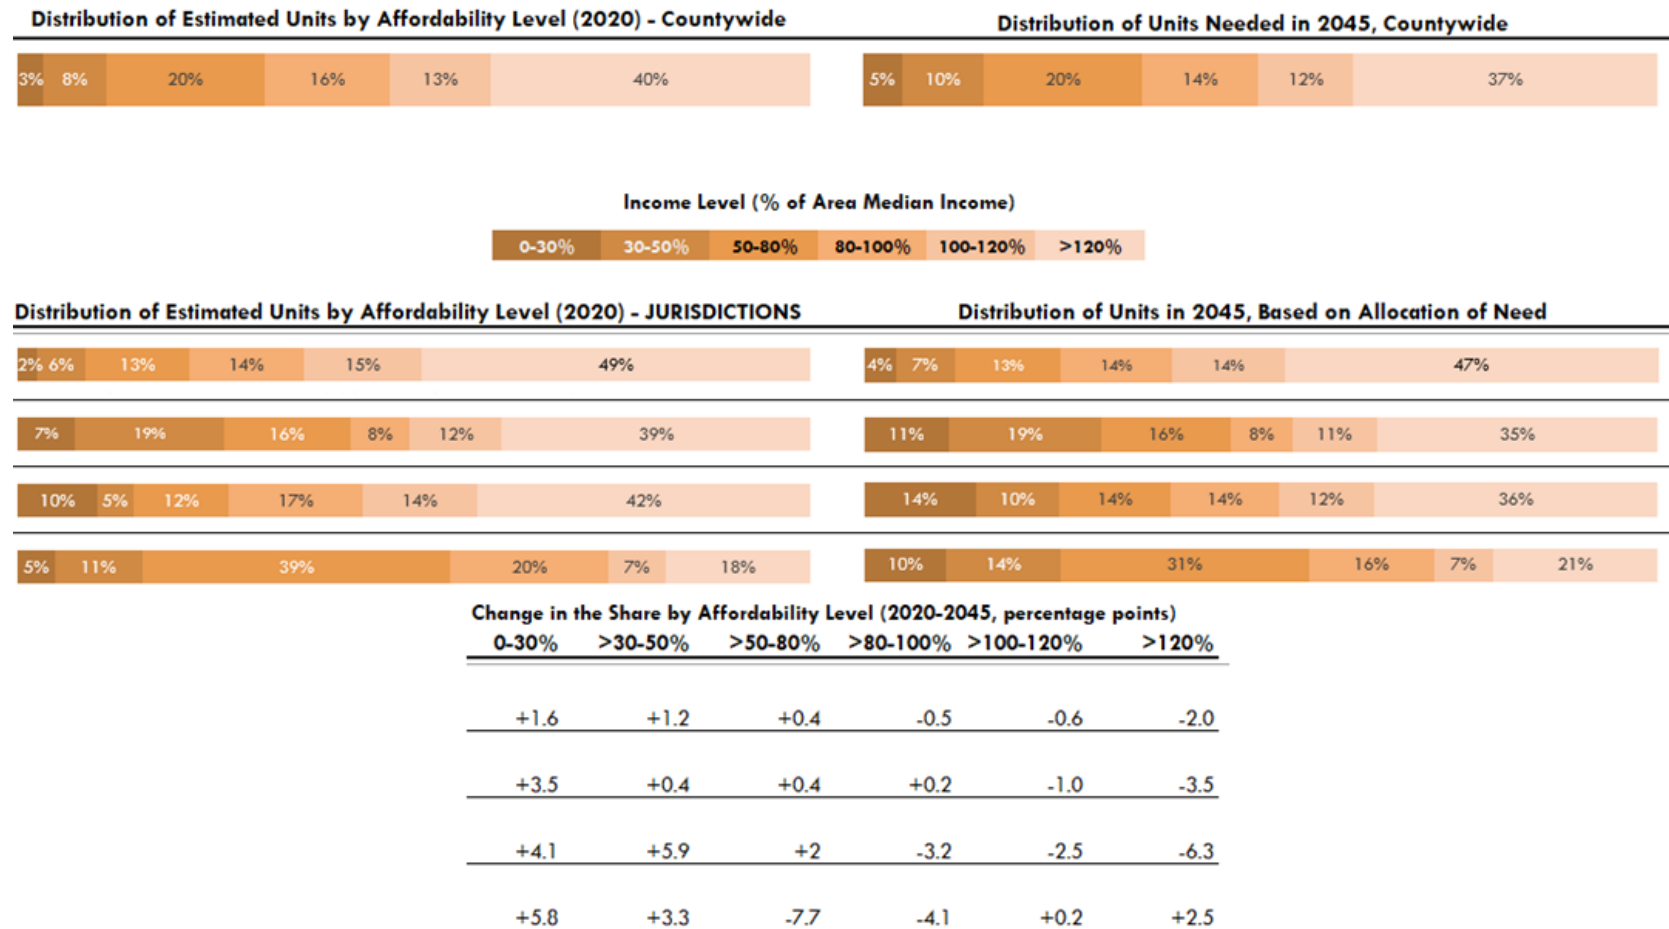 Distribution of Estimated Units by Affordability Level (2020) - Countywide
Distribution of Units Needed in 2045, Countywide
3% 8% 20% 16% 13% 40%
5% 10% 20% 14% 12% 37%
Income Level (% of Area Median Income)
0-30% 30-50% 50-80% 80-100% 100-120% >120%
Distribution of Estimated Units by Affordability Level (2020) - JURISDICTIONS
Distribution of Units in 2045, Based on Allocation of Need
2% 6% 13% 14% 15% 49%
4% 7% 13% 14% 14% 47%
7% 19% 16% 8% 12% 39%
11% 19% 16% 8% 11% 35%
10% 5% 12% 17% 14% 42%
14% 10% 14% 14% 12% 36%
5% 11% 39% 20% 7% 18%
10% 14% 31% 16% 7% 21%
Change in the Share by Affordability Level (2020-2045, percentage points)
0-30% >30-50% >50-80% >80-100% >100-120% >120%
+1.6 +1.2 +0.4 -0.5 -0.6 -2.0
+3.5 +0.4 +0.4 +0.2 -1.0 -3.5
+4.1 +5.9 +2 -3.2 -2.5 -6.3
+5.8 +3.3 -7.7 -4.1 +0.2 +2.5